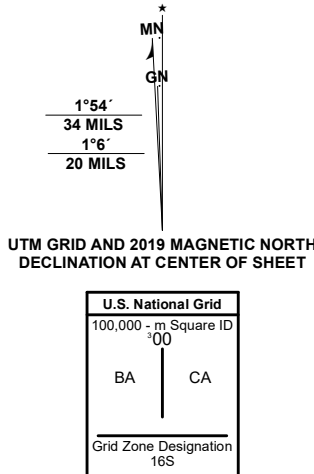 MN
GN
1°54´
34 MILS
1°6´
20 MILS
UTM GRID AND 2019 MAGNETIC NORTH
DECLINATION AT CENTER OF SHEET
U.S. National Grid
100,000 - m Square ID
³00
BA CA
Grid Zone Designation
16S